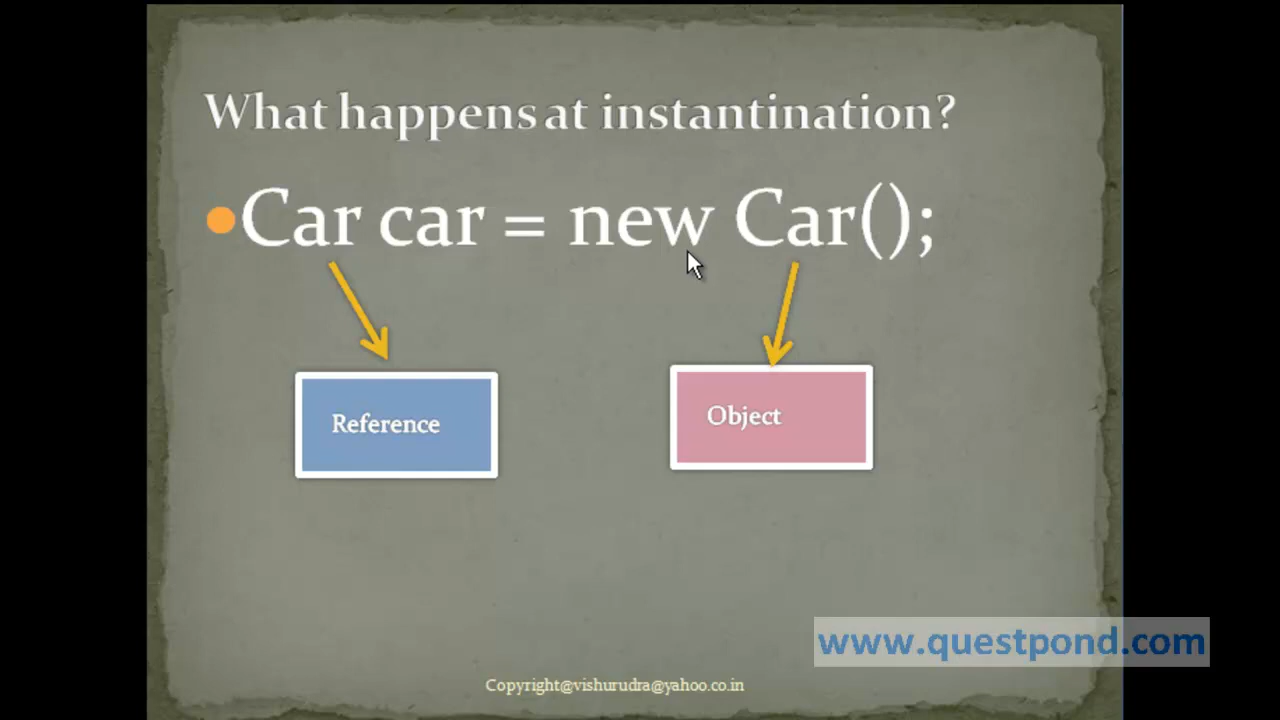 What happens at instantination?
Car car = new Car();
Reference
Object
www.questpond.com
Copyright@vishurudra@yahoo.co.in